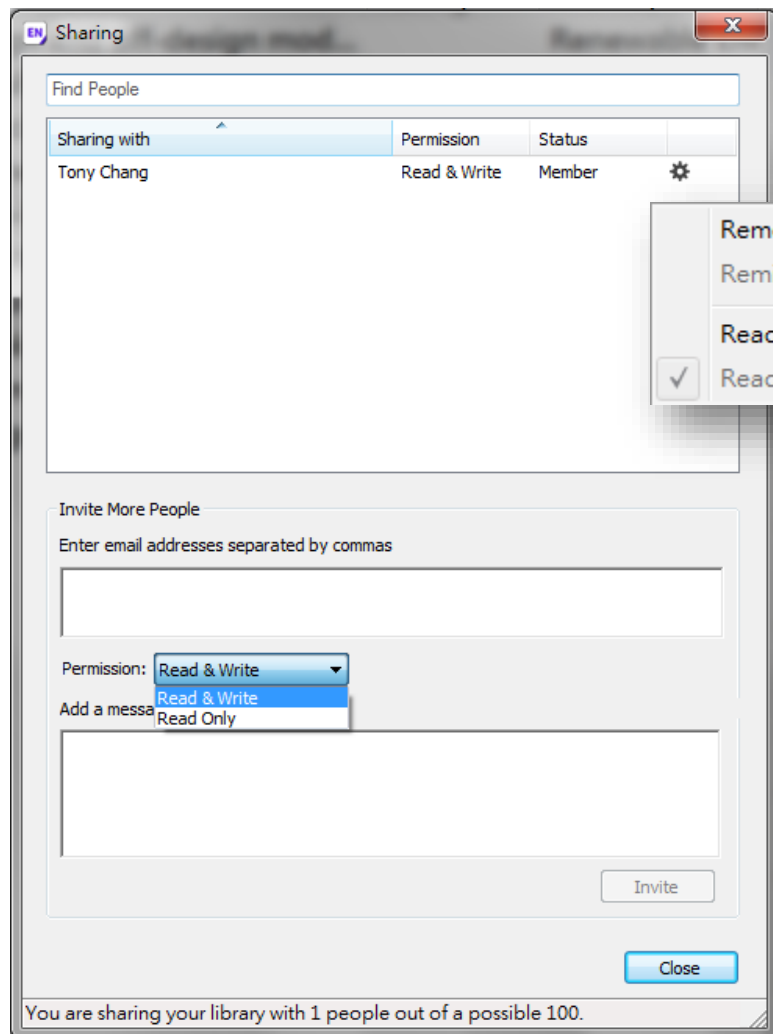 EN Sharing
Find People
Sharing with Permission Status
Tony Chang Read & Write Member
Invite More People
Enter email addresses separated by commas
Permission: Read & Write
Read & Write
Add a messa
Read Only
Invite
Close
You are sharing your library with 1 people out of a possible 100.